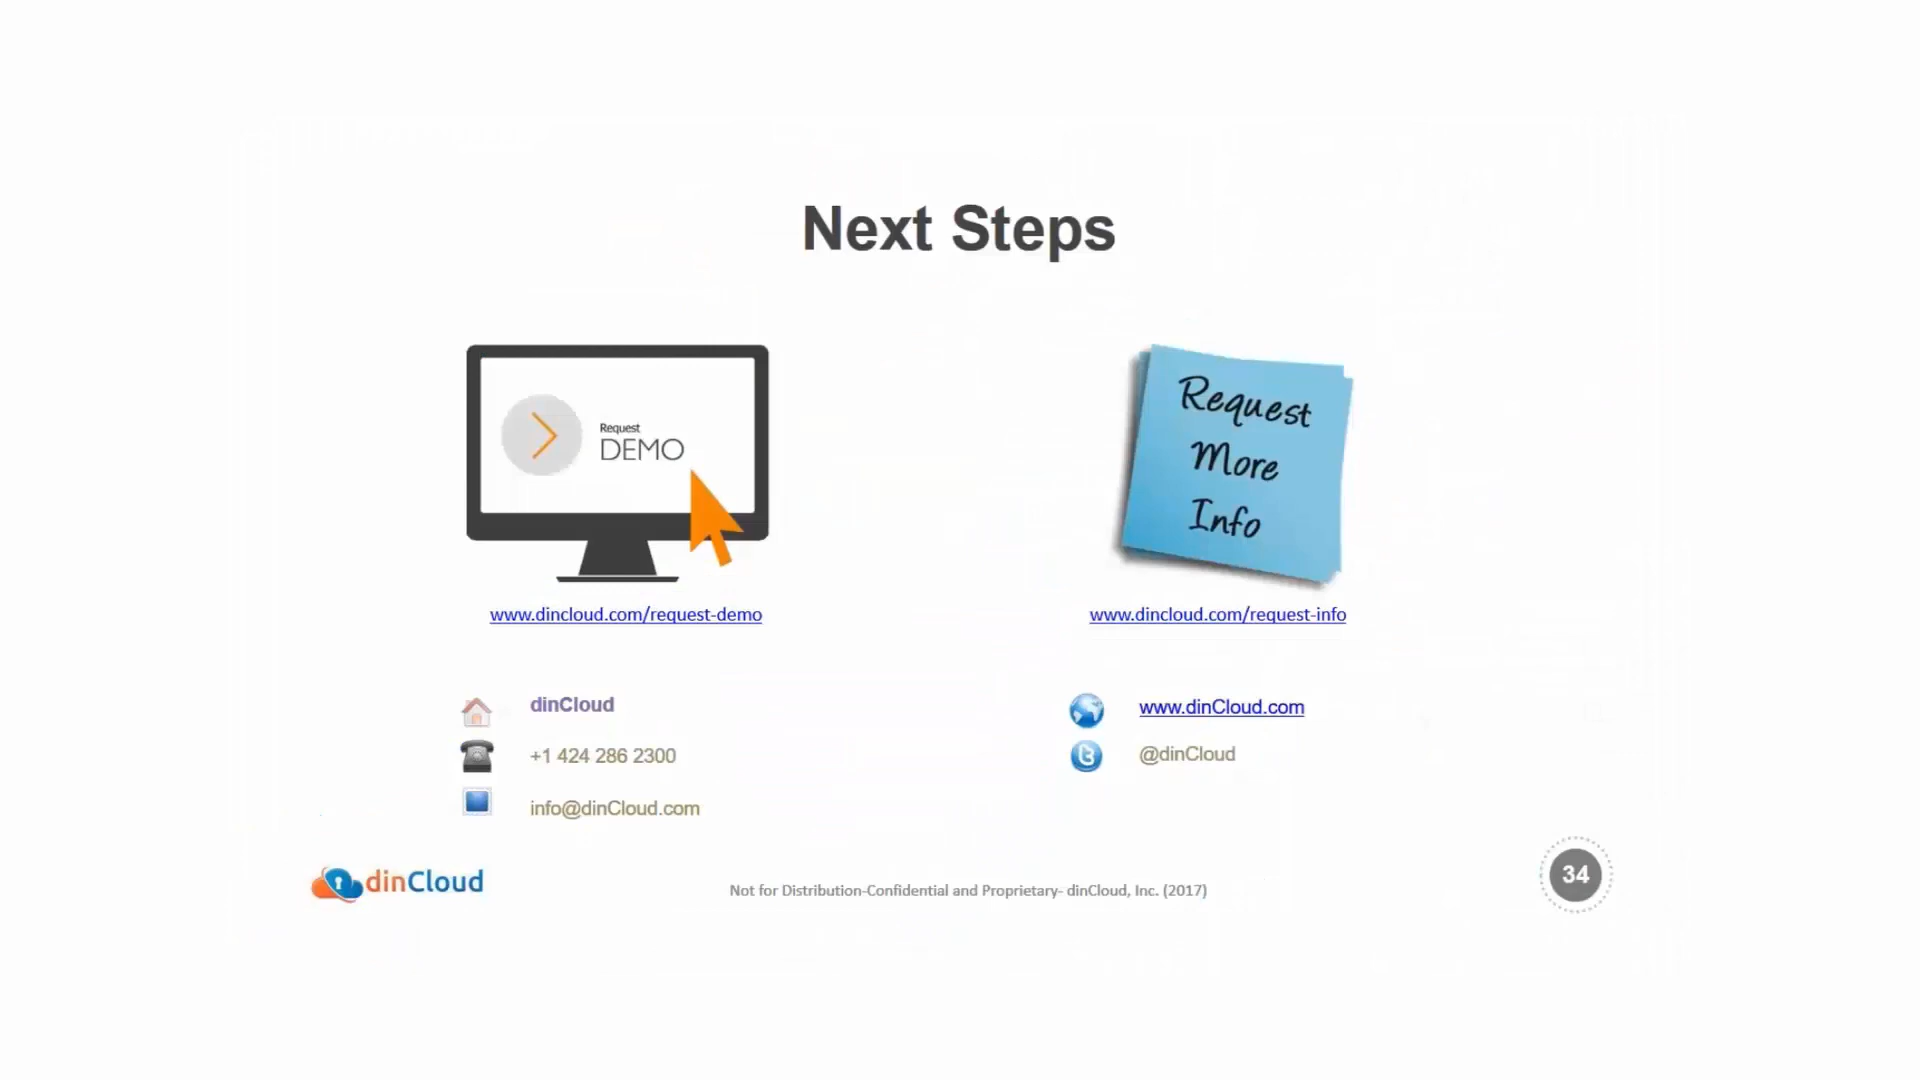 Next Steps
Request
DEMO
Request
More
Info
www.dincloud.com/request-demo
www.dincloud.com/request-info
dinCloud
+1 424 286 2300
info@dinCloud.com
www.dinCloud.com
@dinCloud
dinCloud
Not for Distribution-Confidential and Proprietary- dinCloud, Inc. (2017)
34